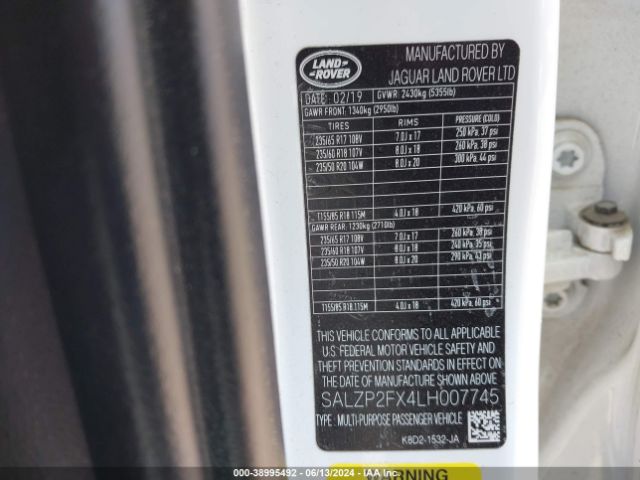 LAND
ROVER
MANUFACTURED BY
JAGUAR LAND ROVER LTD
DATE: 02/19 GVWR: 2430kg (5355lb)
GAWR FRONT: 1340kg (2950lb)
TIRES RIMS PRESSURE (COLD)
235/65 R17 108V 7.0J x 17 250 kPa, 37 psi
235/60 R18 107V 8.0J x 18 260 kPa, 38 psi
235/50 R20 104W 8.0J x 20 300 kPa, 44 psi
T155/85 R18 115M 4.0J x 18 420 kPa, 60 psi
GAWR REAR: 1230kg (2710lb)
235/65 R17 108V 7.0J x 17 260 kPa, 38 psi
235/60 R18 107V 8.0J x 18 240 kPa, 35 psi
235/50 R20 104W 8.0J x 20 290 kPa, 43 psi
T155/85 R18 115M 4.0J x 18 420 kPa, 60 psi
THIS VEHICLE CONFORMS TO ALL APPLICABLE
U.S. FEDERAL MOTOR VEHICLE SAFETY AND
THEFT PREVENTION STANDARDS IN EFFECT ON THE
DATE OF MANUFACTURE SHOWN ABOVE
SALZP2FX4LH007745
TYPE: MULTI-PURPOSE PASSENGER VEHICLE
K8D2-1532-JA
WARNING
000-38995492 - 06/13/2024 - IAA Inc.